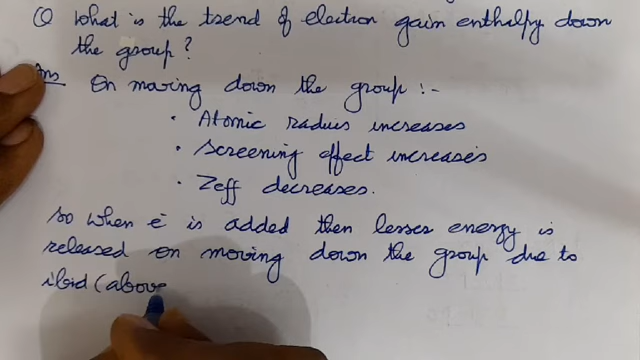 Q What is the trend of electron gain enthalpy down
the group?
Ans On moving down the group :-
· Atomic radius increases
· Screening effect increases
· Zeff decreases.
so when e⁻ is added then lesser energy is
released on moving down the group due to
ibid (above